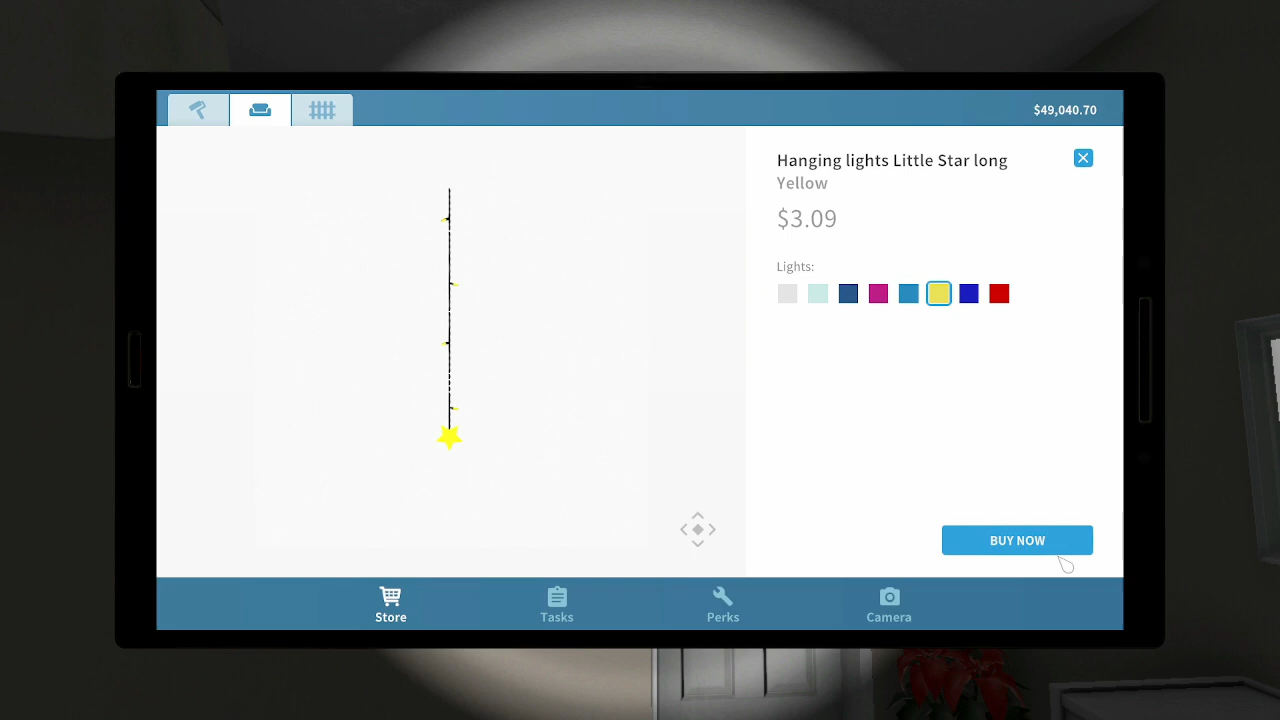 $49,040.70
Hanging lights Little Star long
Yellow
$3.09
Lights:
BUY NOW
Store
Tasks
Perks
Camera